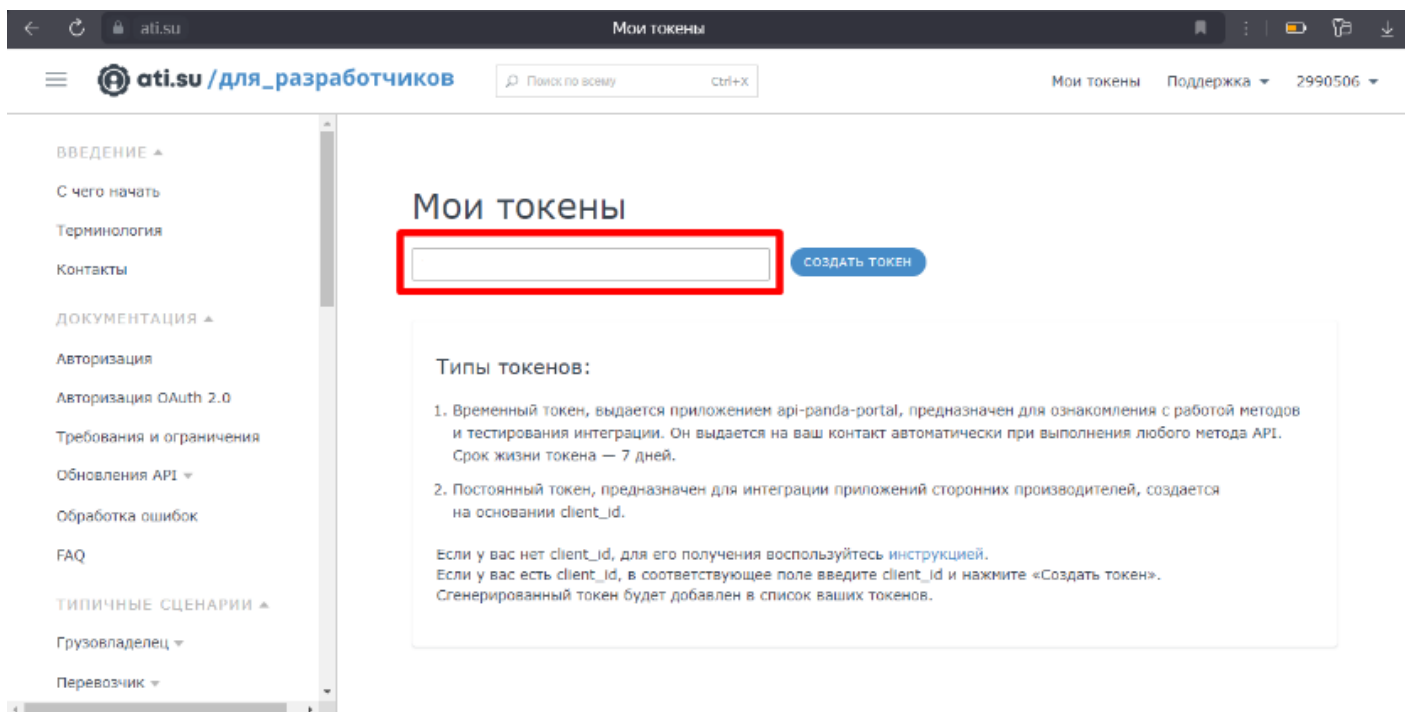 ati.su
Мои токены
ati.su /для_разработчиков
Поиск по всему
Ctrl+X
Мои токены
Поддержка
2990506
ВВЕДЕНИЕ
С чего начать
Терминология
Контакты
ДОКУМЕНТАЦИЯ
Авторизация
Авторизация OAuth 2.0
Требования и ограничения
Обновления API
Обработка ошибок
FAQ
ТИПИЧНЫЕ СЦЕНАРИИ
Грузовладелец
Перевозчик
Мои токены
СОЗДАТЬ ТОКЕН
Типы токенов:
1. Временный токен, выдается приложением api-panda-portal, предназначен для ознакомления с работой методов
и тестирования интеграции. Он выдается на ваш контакт автоматически при выполнения любого метода API.
Срок жизни токена — 7 дней.
2. Постоянный токен, предназначен для интеграции приложений сторонних производителей, создается
на основании client_id.
Если у вас нет client_id, для его получения воспользуйтесь инструкцией.
Если у вас есть client_id, в соответствующее поле введите client_id и нажмите «Создать токен».
Сгенерированный токен будет добавлен в список ваших токенов.